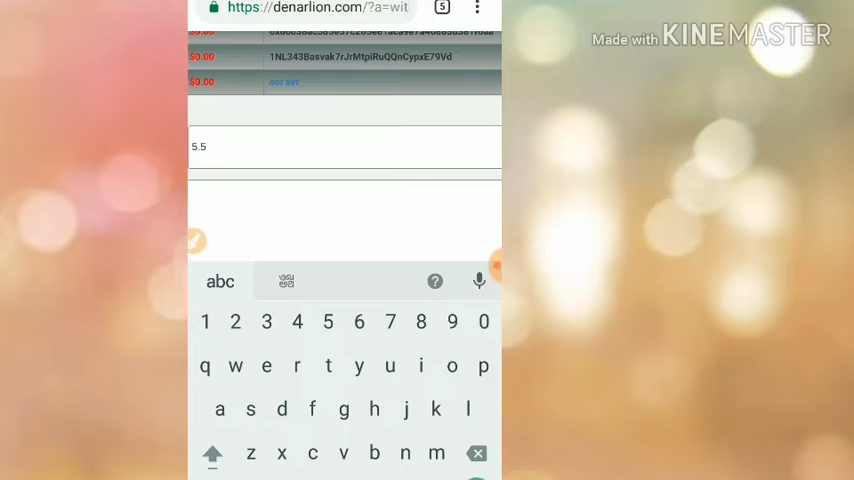 https://denarlion.com/?a=wit
5
Made with KINEMASTER
$0.00
$0.00 1NL343Basvak7rJrMtpiRuQQnCypxE79Vd
$0.00 not set
5.5
abc ?
1 2 3 4 5 6 7 8 9 0
q w e r t y u i o p
a s d f g h j k l
z x c v b n m